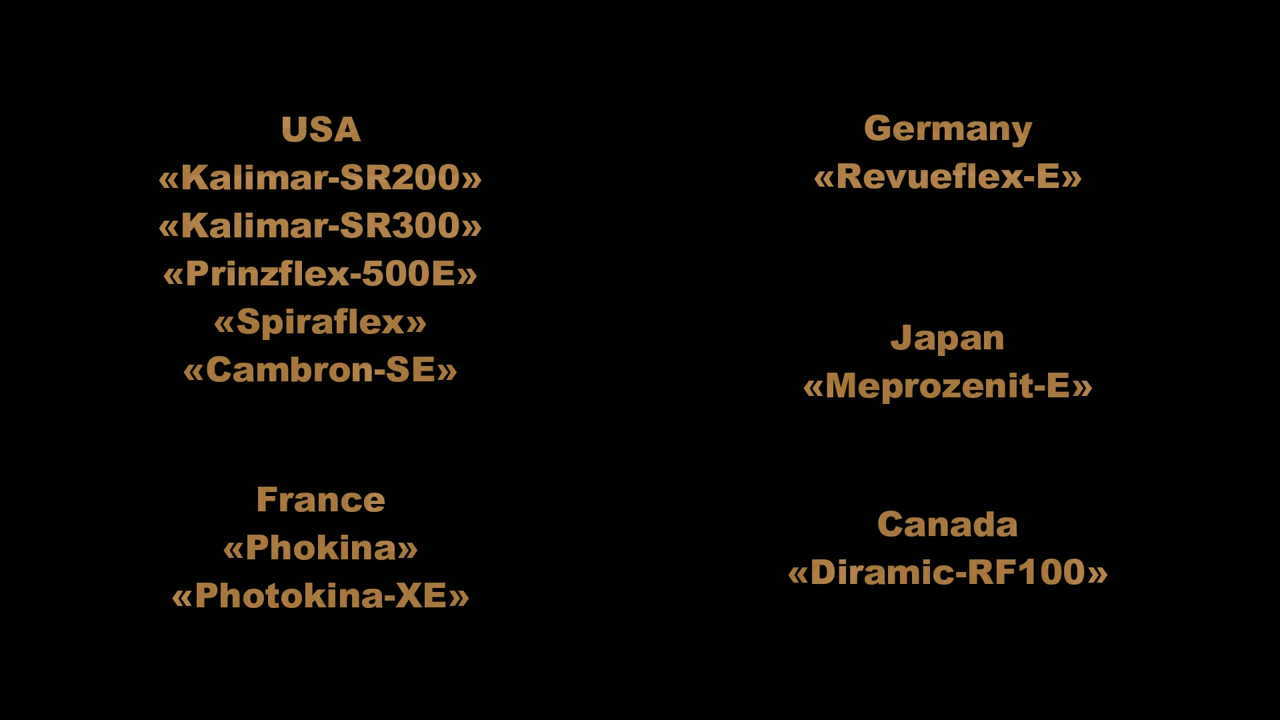 USA
«Kalimar-SR200»
«Kalimar-SR300»
«Prinzflex-500E»
«Spiraflex»
«Cambron-SE»
France
«Phokina»
«Photokina-XE»
Germany
«Revueflex-E»
Japan
«Meprozenit-E»
Canada
«Diramic-RF100»